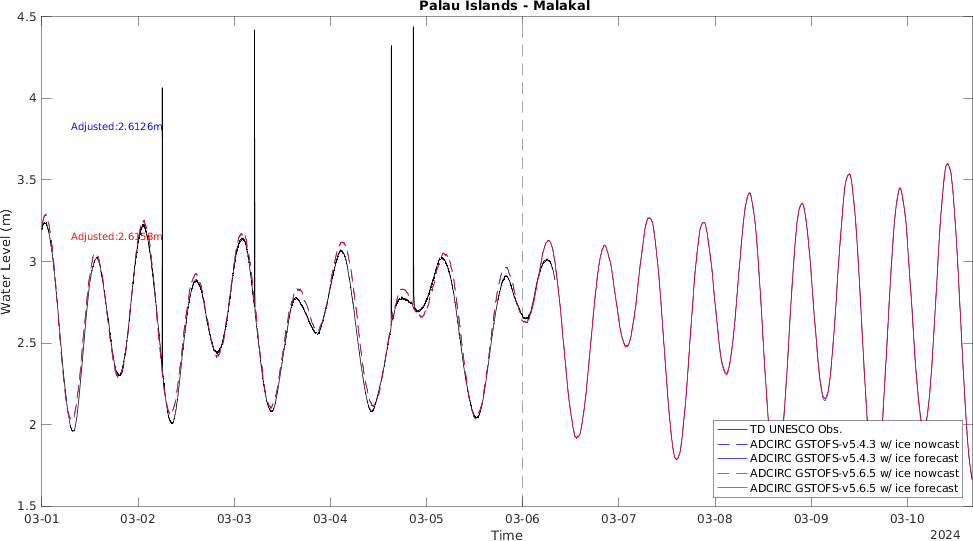 Palau Islands - Malakal
4.5
4
3.5
3
2.5
2
1.5
Water Level (m)
Adjusted:2.6126m
Adjusted:2.6158m
TD UNESCO Obs.
ADCIRC GSTOFS-v5.4.3 w/ ice nowcast
ADCIRC GSTOFS-v5.4.3 w/ ice forecast
ADCIRC GSTOFS-v5.6.5 w/ ice nowcast
ADCIRC GSTOFS-v5.6.5 w/ ice forecast
03-01 03-02 03-03 03-04 03-05 03-06 03-07 03-08 03-09 03-10
Time
2024